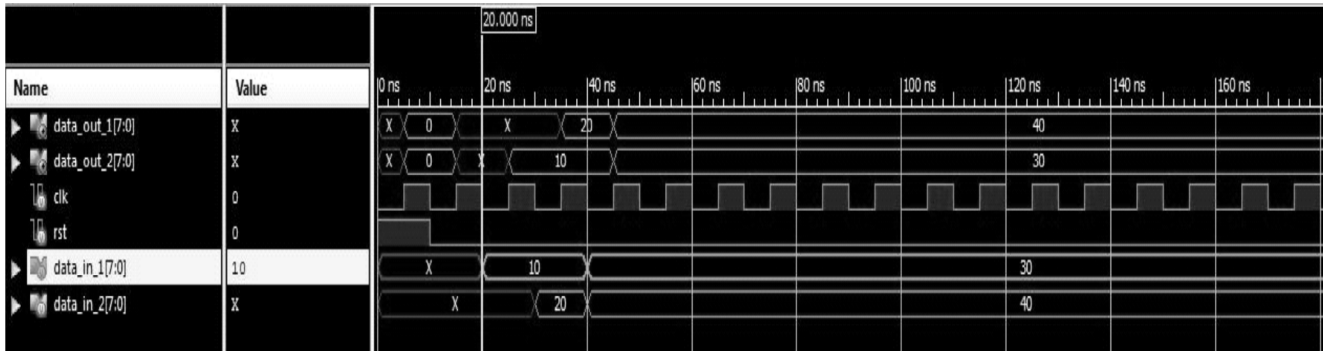 20.000 ns
Name Value 0 ns 20 ns 40 ns 60 ns 80 ns 100 ns 120 ns 140 ns 160 ns
data_out_1[7:0] X X 0 X 20 40
data_out_2[7:0] X X 0 X 10 30
clk 0
rst 0
data_in_1[7:0] 10 X 10 30
data_in_2[7:0] X X 20 40